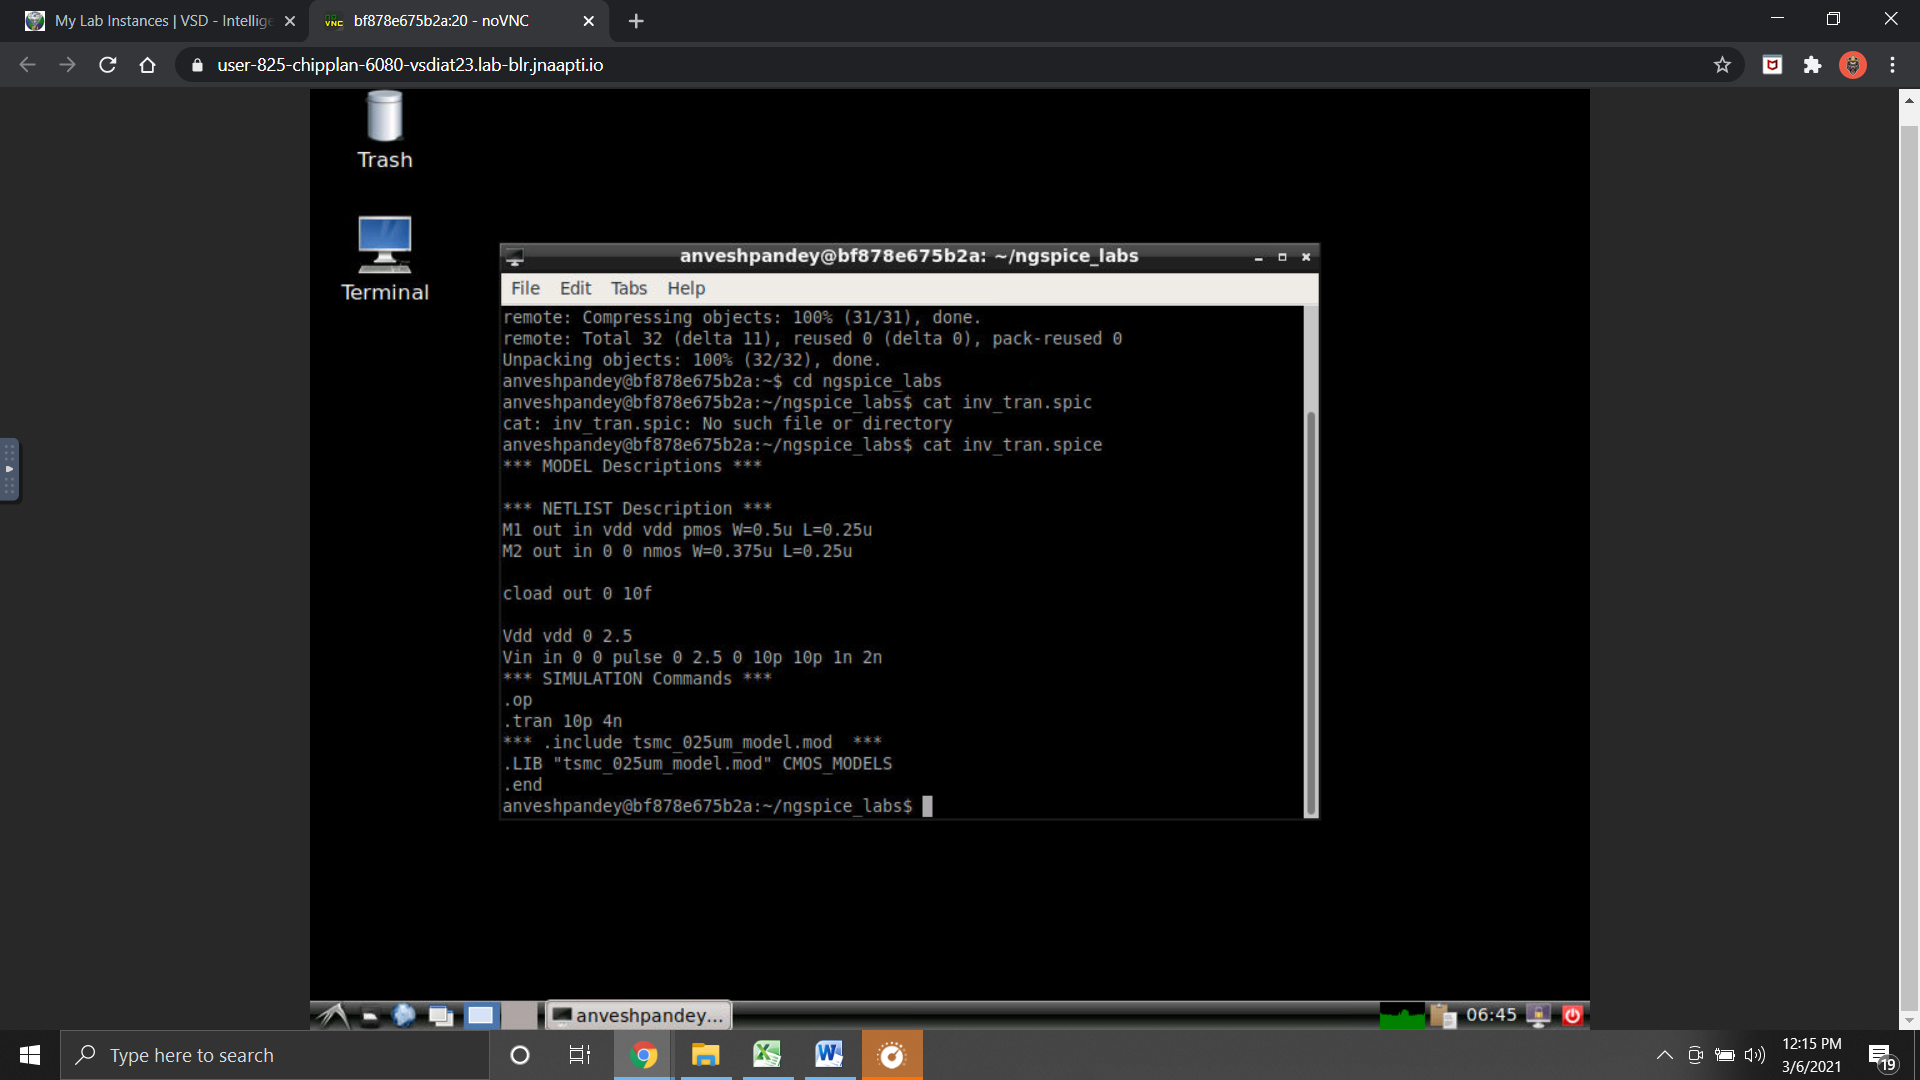 My Lab Instances | VSD - Intellige
bf878e675b2a:20 - noVNC
user-825-chipplan-6080-vsdiat23.lab-blr.jnaapti.io
Trash
Terminal
anveshpandey@bf878e675b2a: ~/ngspice_labs
File Edit Tabs Help
remote: Compressing objects: 100% (31/31), done.
remote: Total 32 (delta 11), reused 0 (delta 0), pack-reused 0
Unpacking objects: 100% (32/32), done.
anveshpandey@bf878e675b2a:~$ cd ngspice_labs
anveshpandey@bf878e675b2a:~/ngspice_labs$ cat inv_tran.spic
cat: inv_tran.spic: No such file or directory
anveshpandey@bf878e675b2a:~/ngspice_labs$ cat inv_tran.spice
*** MODEL Descriptions ***
*** NETLIST Description ***
M1 out in vdd vdd pmos W=0.5u L=0.25u
M2 out in 0 0 nmos W=0.375u L=0.25u
cload out 0 10f
Vdd vdd 0 2.5
Vin in 0 0 pulse 0 2.5 0 10p 10p 1n 2n
*** SIMULATION Commands ***
.op
.tran 10p 4n
*** .include tsmc_025um_model.mod  ***
.LIB "tsmc_025um_model.mod" CMOS_MODELS
.end
anveshpandey@bf878e675b2a:~/ngspice_labs$
anveshpandey...
06:45
Type here to search
12:15 PM
3/6/2021
19